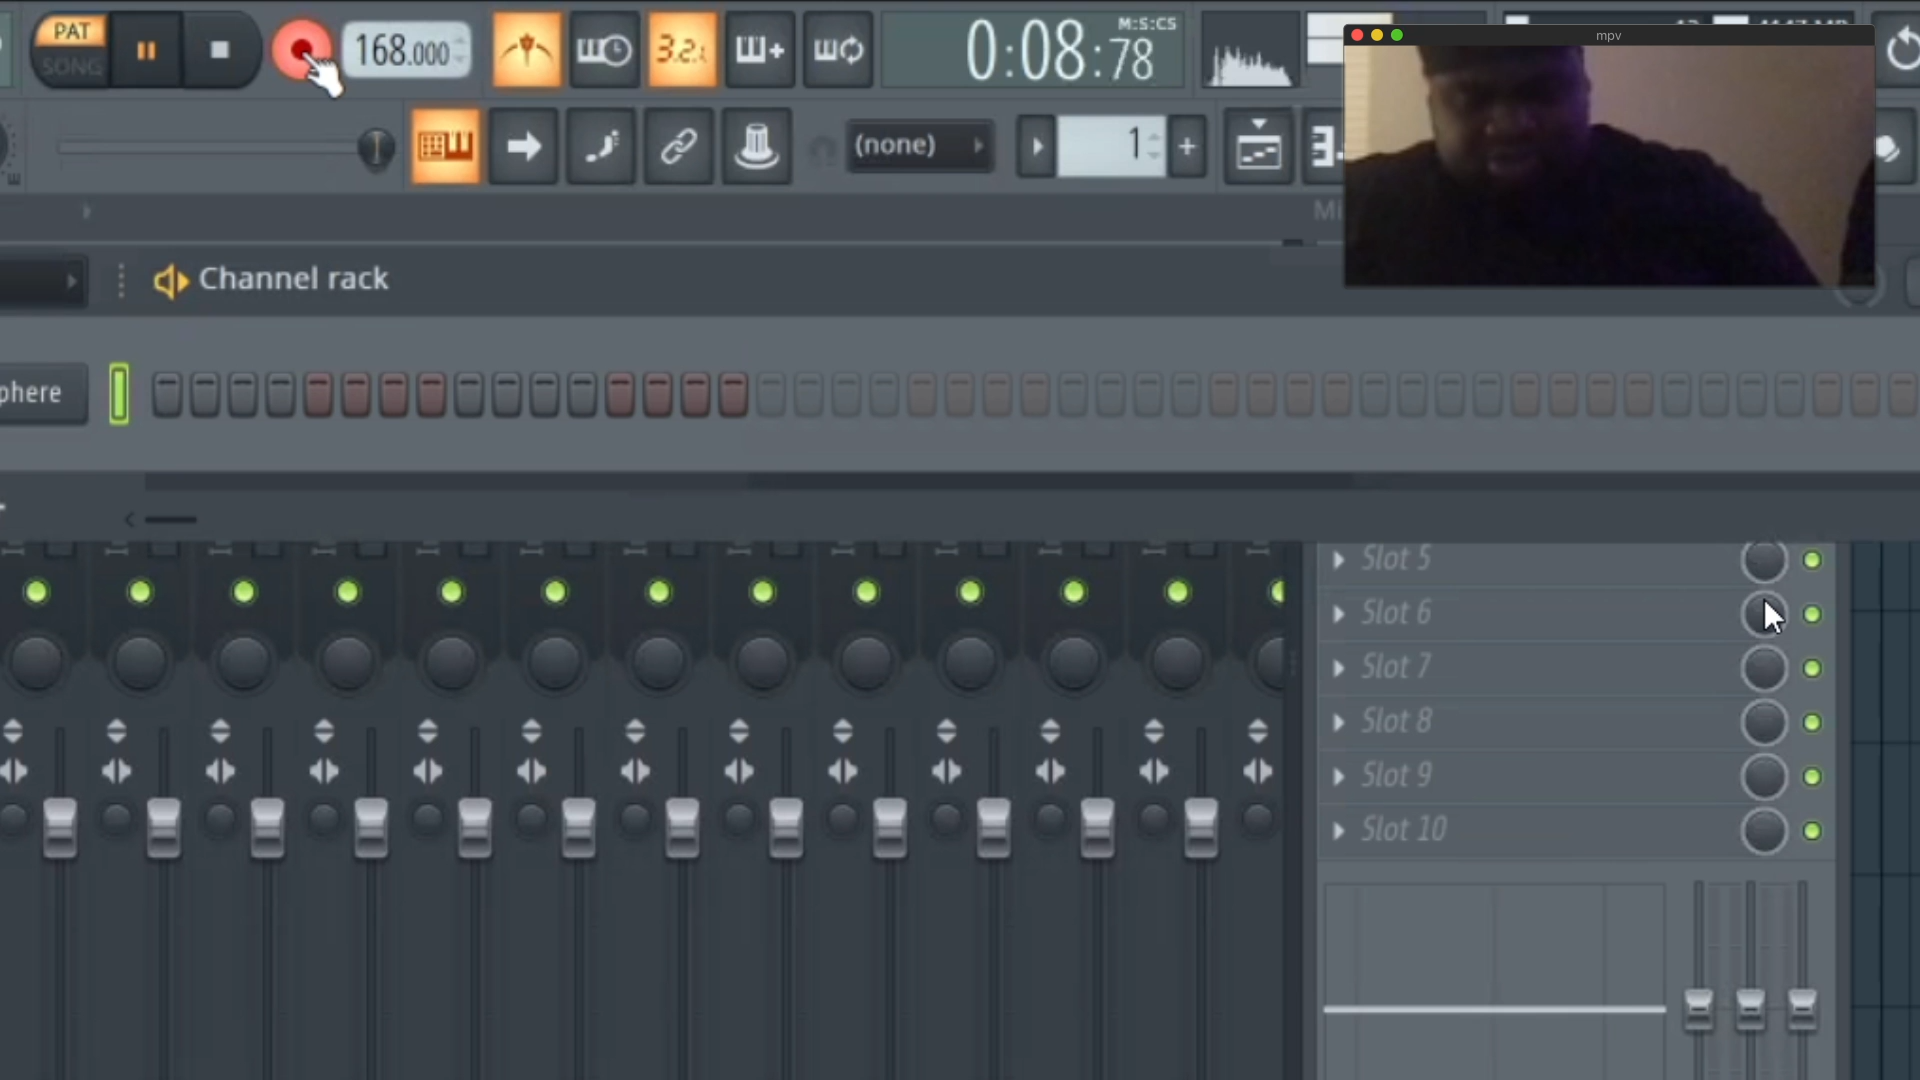 PAT
SONG
168.000
3.2.
0:08:78
M:S:CS
mpv
(none)
1
Mi
Channel rack
phere
Slot 5
Slot 6
Slot 7
Slot 8
Slot 9
Slot 10